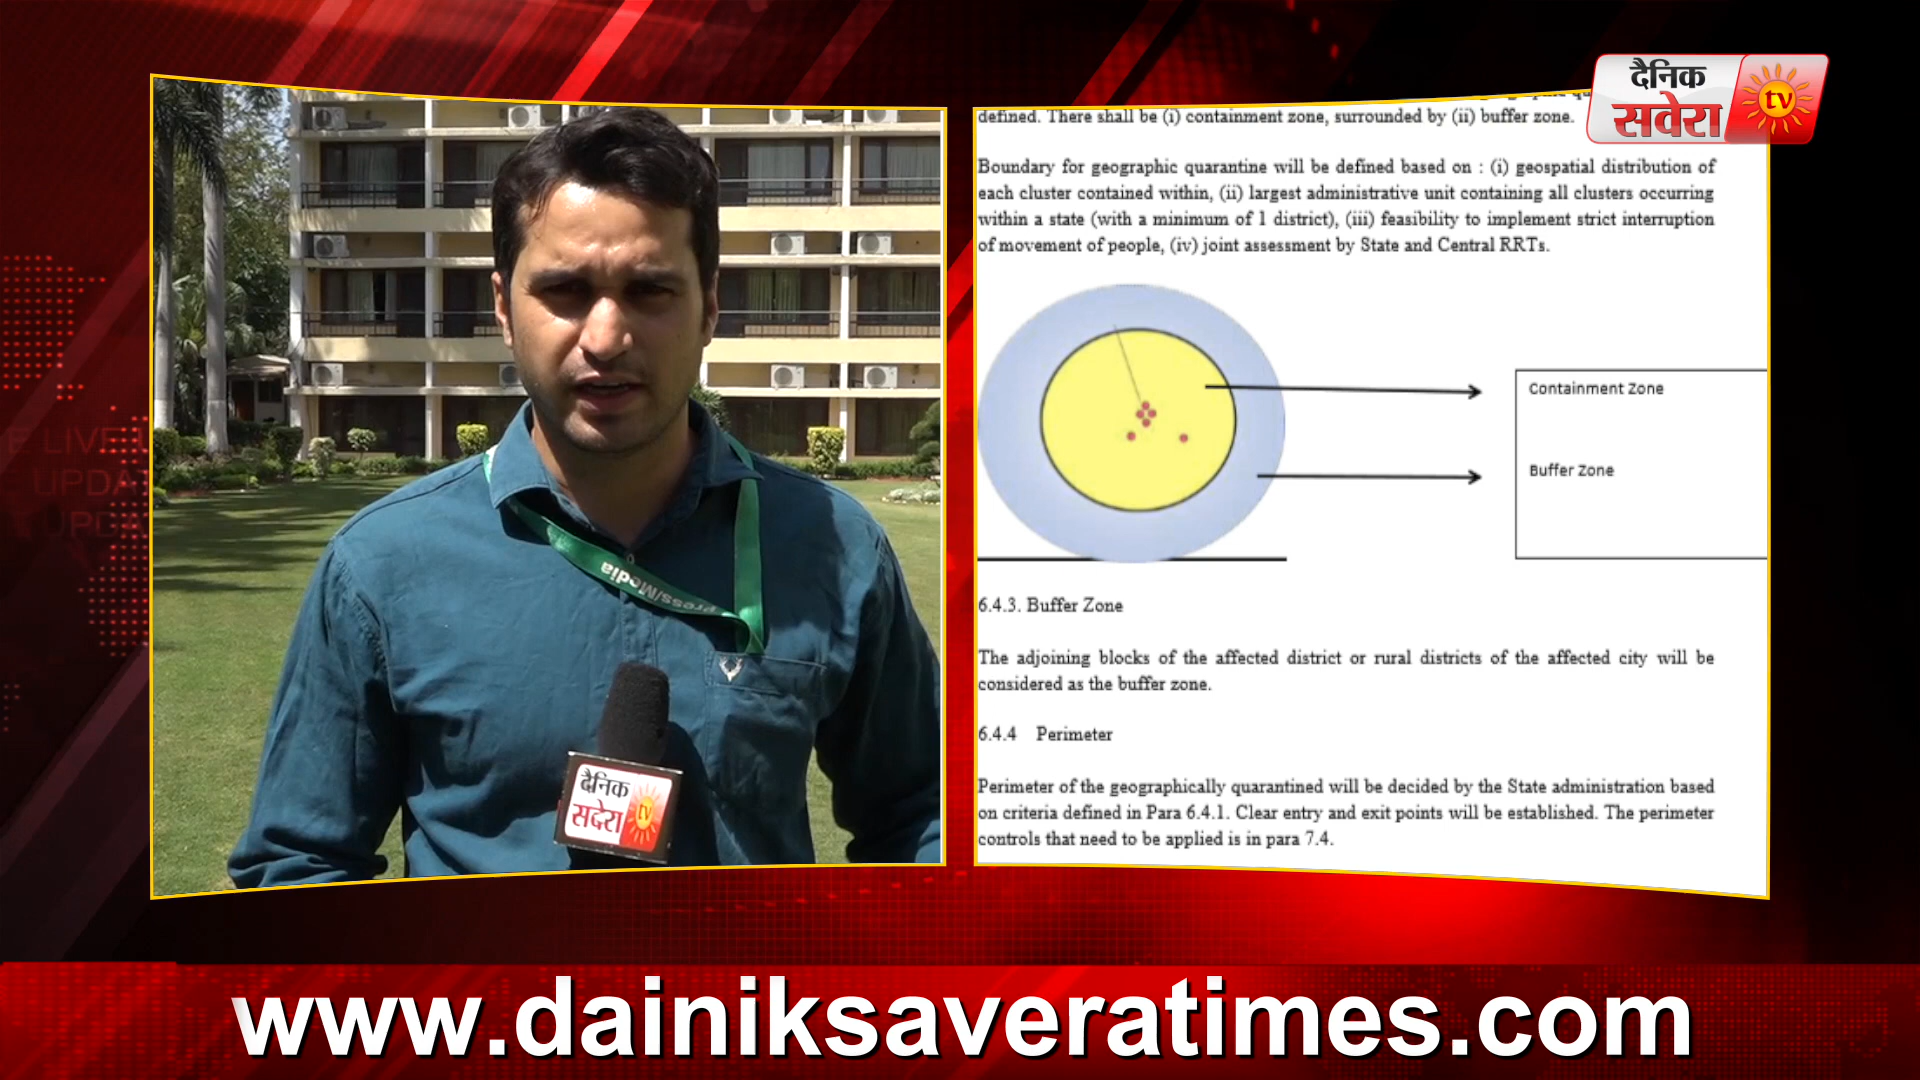 दैनिक
सवेरा
tv
defined. There shall be (i) containment zone, surrounded by (ii) buffer zone.
Boundary for geographic quarantine will be defined based on : (i) geospatial distribution of
each cluster contained within, (ii) largest administrative unit containing all clusters occurring
within a state (with a minimum of 1 district), (iii) feasibility to implement strict interruption
of movement of people, (iv) joint assessment by State and Central RRTs.
Containment Zone
Buffer Zone
6.4.3. Buffer Zone
The adjoining blocks of the affected district or rural districts of the affected city will be
considered as the buffer zone.
6.4.4 Perimeter
Perimeter of the geographically quarantined will be decided by the State administration based
on criteria defined in Para 6.4.1. Clear entry and exit points will be established. The perimeter
controls that need to be applied is in para 7.4.
press/Media
दैनिक
सवेरा
tv
LIVE
UPDA
UPDA
www.dainiksaveratimes.com